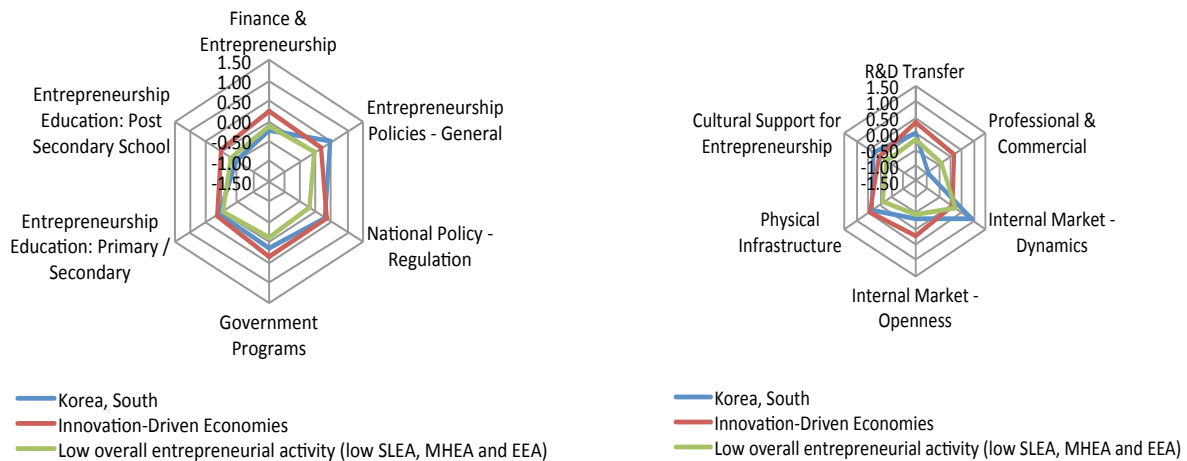 Finance &
Entrepreneurship
1.50
1.00
0.50
0.00
-0.50
-1.00
-1.50
Entrepreneurship
Policies - General
National Policy -
Regulation
Government
Programs
Entrepreneurship
Education: Primary /
Secondary
Entrepreneurship
Education: Post
Secondary School
Korea, South
Innovation-Driven Economies
Low overall entrepreneurial activity (low SLEA, MHEA and EEA)
R&D Transfer
1.50
1.00
0.50
0.00
-0.50
-1.00
-1.50
Professional &
Commercial
Internal Market -
Dynamics
Internal Market -
Openness
Physical
Infrastructure
Cultural Support for
Entrepreneurship
Korea, South
Innovation-Driven Economies
Low overall entrepreneurial activity (low SLEA, MHEA and EEA)